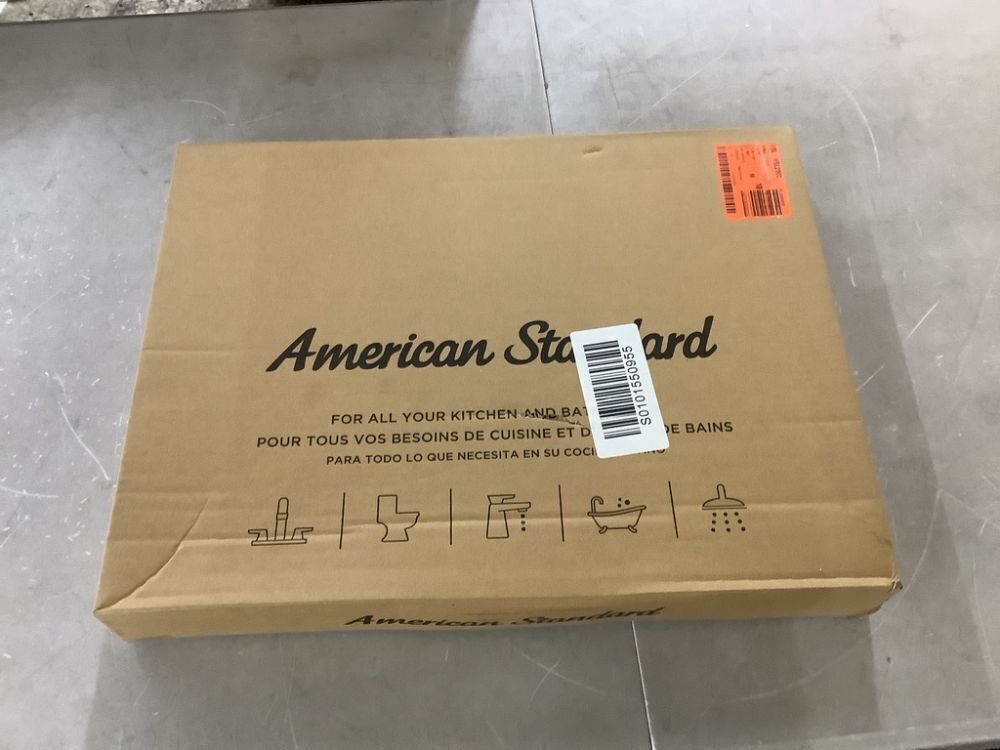 American Sta ard
FOR ALL YOUR KITCHEN AND BAT
POUR TOUS VOS BESOINS DE CUISINE ET D DE BAINS
PARA TODO LO QUE NECESITA EN SU COCI
S0101550955
American Standard